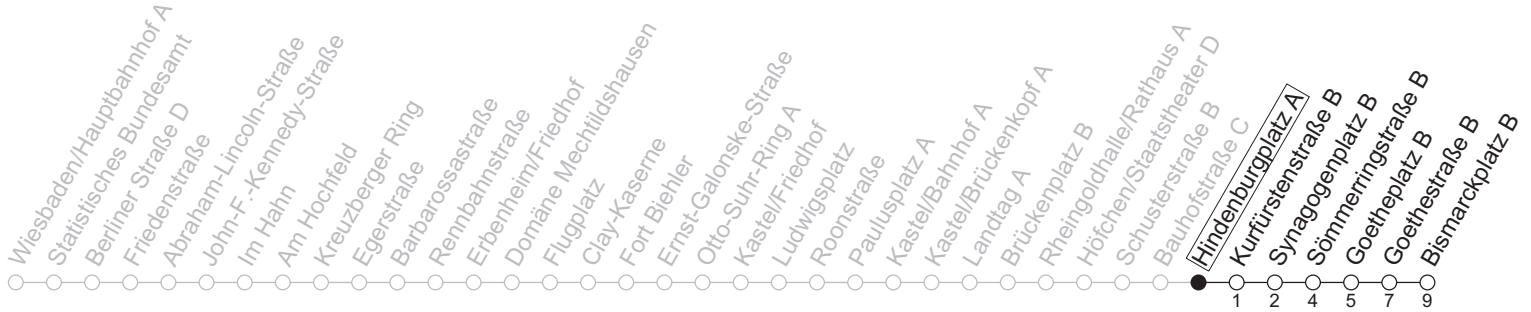 Wiesbaden/Hauptbahnhof A
Statistisches Bundesamt
Berliner Straße D
Friedenstraße
Abraham-Lincoln-Straße
John-F.-Kennedy-Straße
Im Hahn
Am Hochfeld
Kreuzberger Ring
Egerstraße
Barbarossastraße
Rennbahnstraße
Erbenheim/Friedhof
Domäne Mechtildshausen
Flugplatz
Clay-Kaserne
Fort Biehler
Ernst-Galonske-Straße
Otto-Suhr-Ring A
Kastel/Friedhof
Ludwigsplatz
Roonstraße
Paulusplatz A
Kastel/Bahnhof A
Kastel/Brückenkopf A
Landtag A
Brückenplatz B
Rheingoldhalle/Rathaus A
Höfchen/Staatstheater D
Schusterstraße B
Bauhofstraße C
Hindenburgplatz A
Kurfürstenstraße B
Synagogenplatz B
Sömmerringstraße B
Goetheplatz B
Goethestraße B
Bismarckplatz B
1 2 4 5 7 9